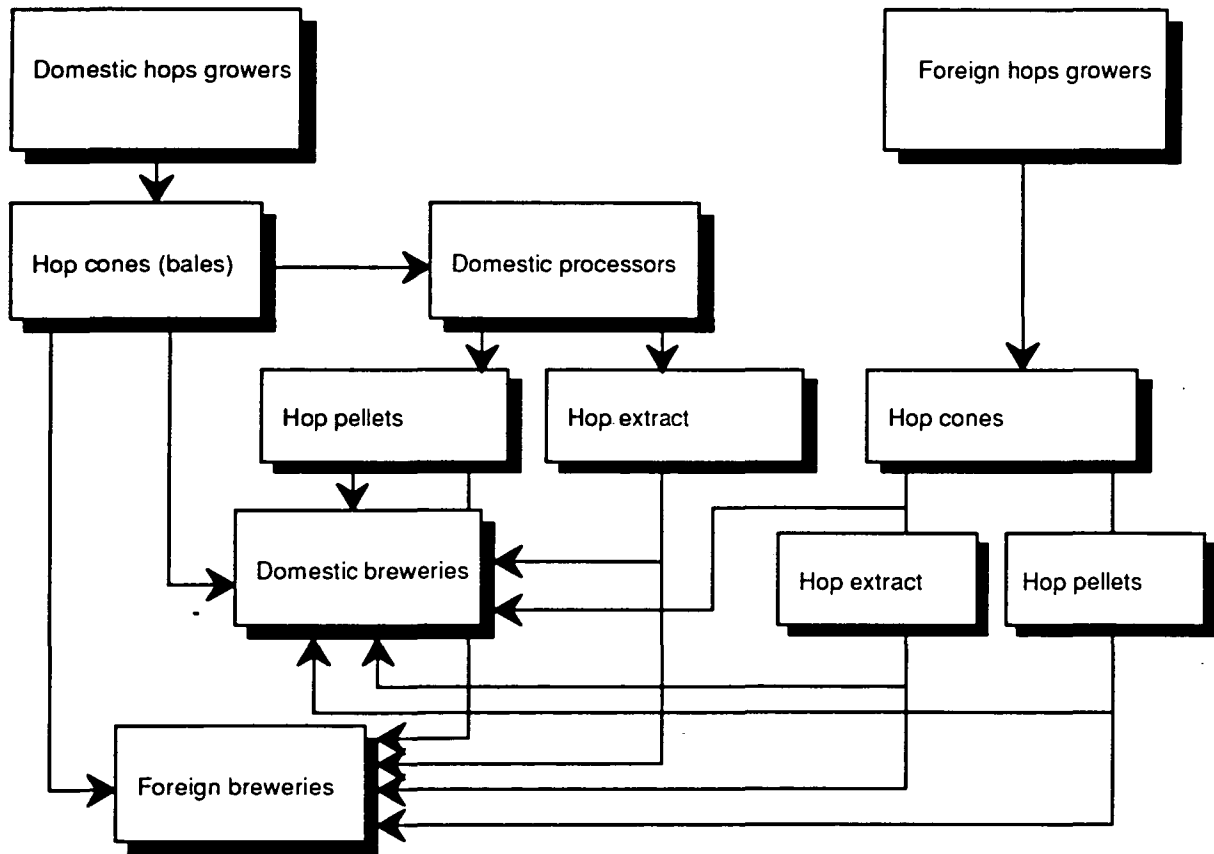 Domestic hops growers
Foreign hops growers
Hop cones (bales)
Domestic processors
Hop pellets
Hop extract
Hop cones
Domestic breweries
Hop extract
Hop pellets
Foreign breweries